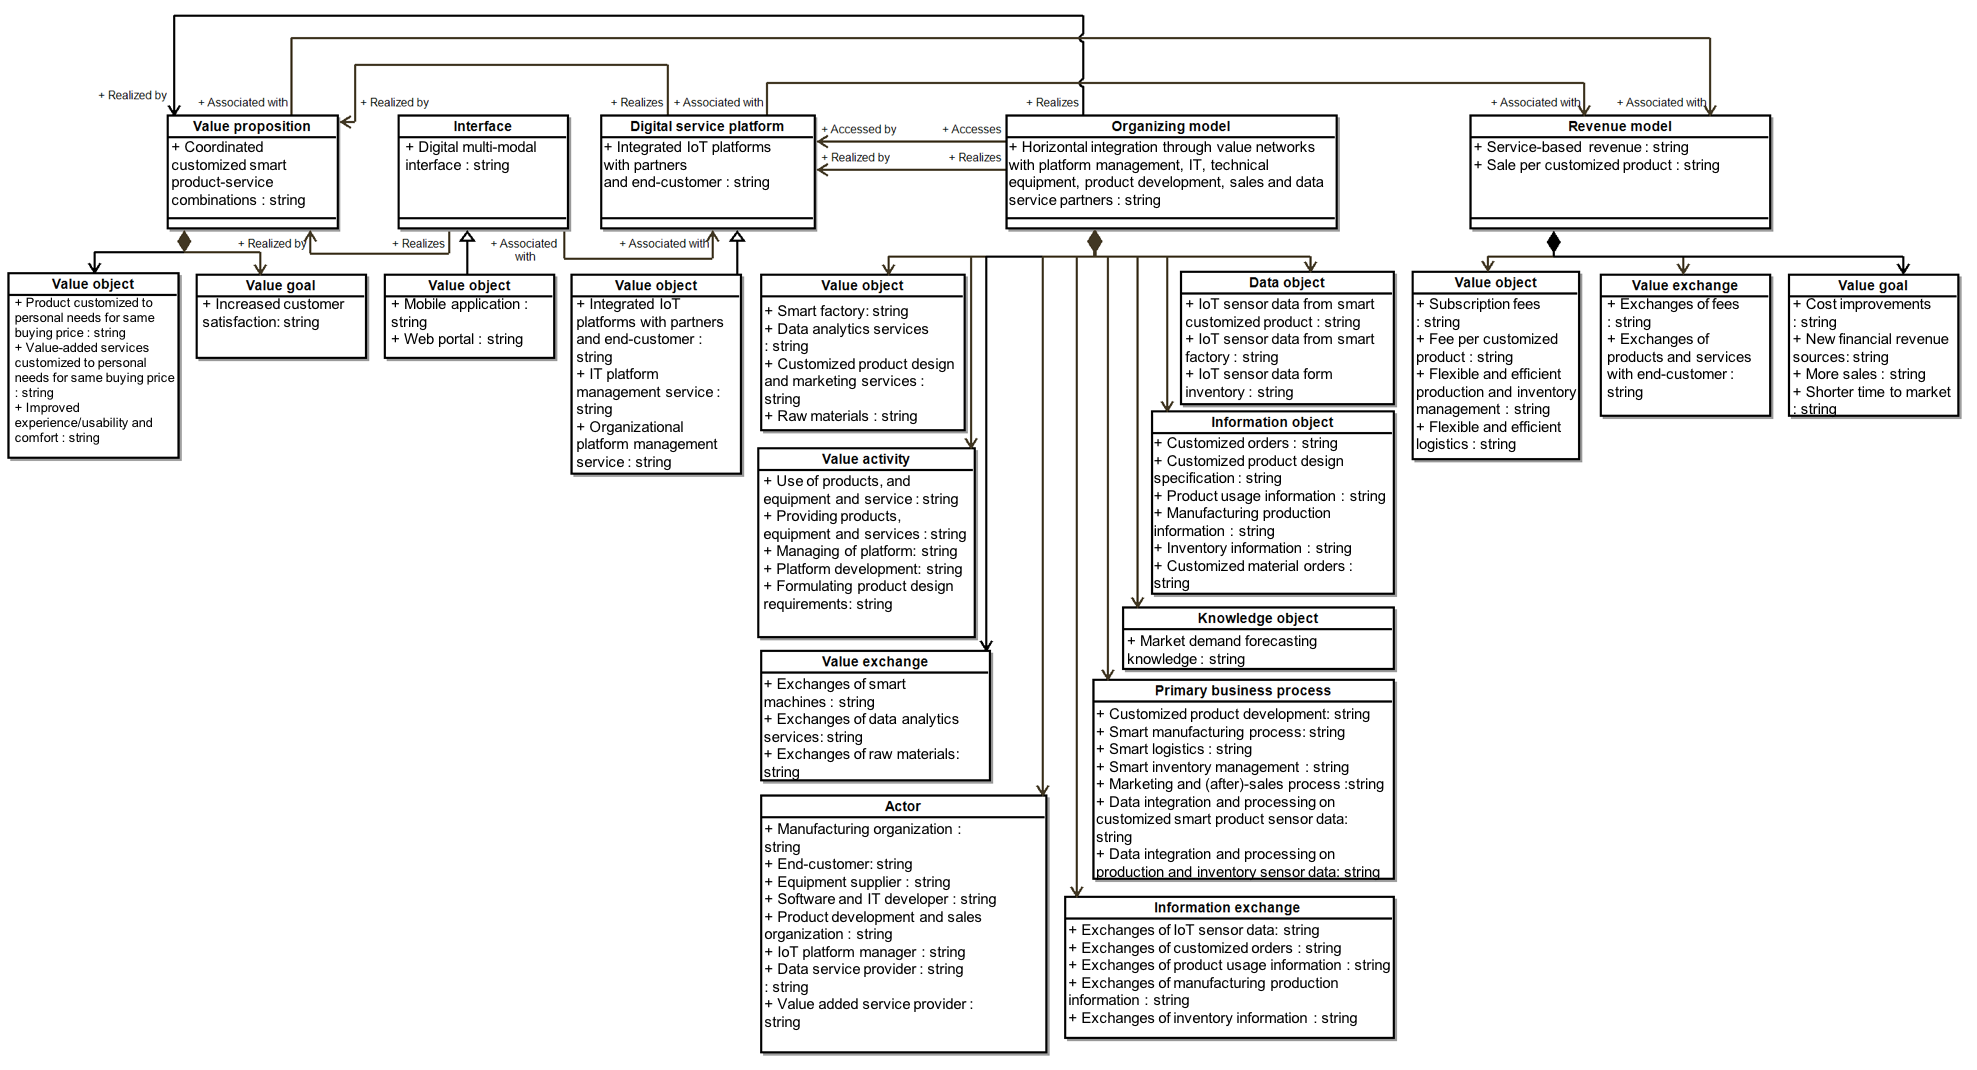 + Realized by
+ Associated with
+ Realized by
+ Realizes
+ Associated with
+ Realizes
+ Associated with
+ Associated with
Value proposition
+ Coordinated
customized smart
product-service
combinations : string
Interface
+ Digital multi-modal
interface : string
Digital service platform
+ Integrated IoT platforms
with partners
and end-customer : string
+ Accessed by
+ Accesses
+ Realized by
+ Realizes
Organizing model
+ Horizontal integration through value networks
with platform management, IT, technical
equipment, product development, sales and data
service partners : string
Revenue model
+ Service-based revenue : string
+ Sale per customized product : string
+ Realized by
+ Realizes
+ Associated
with
+ Associated with
Value object
+ Product customized to
personal needs for same
buying price : string
+ Value-added services
customized to personal
needs for same buying price
: string
+ Improved
experience/usability and
comfort : string
Value goal
+ Increased customer
satisfaction: string
Value object
+ Mobile application :
string
+ Web portal : string
Value object
+ Integrated IoT
platforms with partners
and end-customer :
string
+ IT platform
management service :
string
+ Organizational
platform management
service : string
Value object
+ Smart factory: string
+ Data analytics services
: string
+ Customized product design
and marketing services :
string
+ Raw materials : string
Value activity
+ Use of products, and
equipment and service : string
+ Providing products,
equipment and services : string
+ Managing of platform: string
+ Platform development: string
+ Formulating product design
requirements: string
Value exchange
+ Exchanges of smart
machines : string
+ Exchanges of data analytics
services: string
+ Exchanges of raw materials:
string
Actor
+ Manufacturing organization :
string
+ End-customer: string
+ Equipment supplier : string
+ Software and IT developer : string
+ Product development and sales
organization : string
+ IoT platform manager : string
+ Data service provider : string
: string
+ Value added service provider :
string
Data object
+ IoT sensor data from smart
customized product : string
+ IoT sensor data from smart
factory : string
+ IoT sensor data form
inventory : string
Information object
+ Customized orders : string
+ Customized product design
specification : string
+ Product usage information : string
+ Manufacturing production
information : string
+ Inventory information : string
+ Customized material orders :
string
Knowledge object
+ Market demand forecasting
knowledge : string
Primary business process
+ Customized product development: string
+ Smart manufacturing process: string
+ Smart logistics : string
+ Smart inventory management : string
+ Marketing and (after)-sales process :string
+ Data integration and processing on
customized smart product sensor data:
string
+ Data integration and processing on
production and inventory sensor data: string
Information exchange
+ Exchanges of IoT sensor data: string
+ Exchanges of customized orders : string
+ Exchanges of product usage information : string
+ Exchanges of manufacturing production
information : string
+ Exchanges of inventory information : string
Value object
+ Subscription fees
: string
+ Fee per customized
product : string
+ Flexible and efficient
production and inventory
management : string
+ Flexible and efficient
logistics : string
Value exchange
+ Exchanges of fees
: string
+ Exchanges of
products and services
with end-customer :
string
Value goal
+ Cost improvements
: string
+ New financial revenue
sources: string
+ More sales : string
+ Shorter time to market
: string